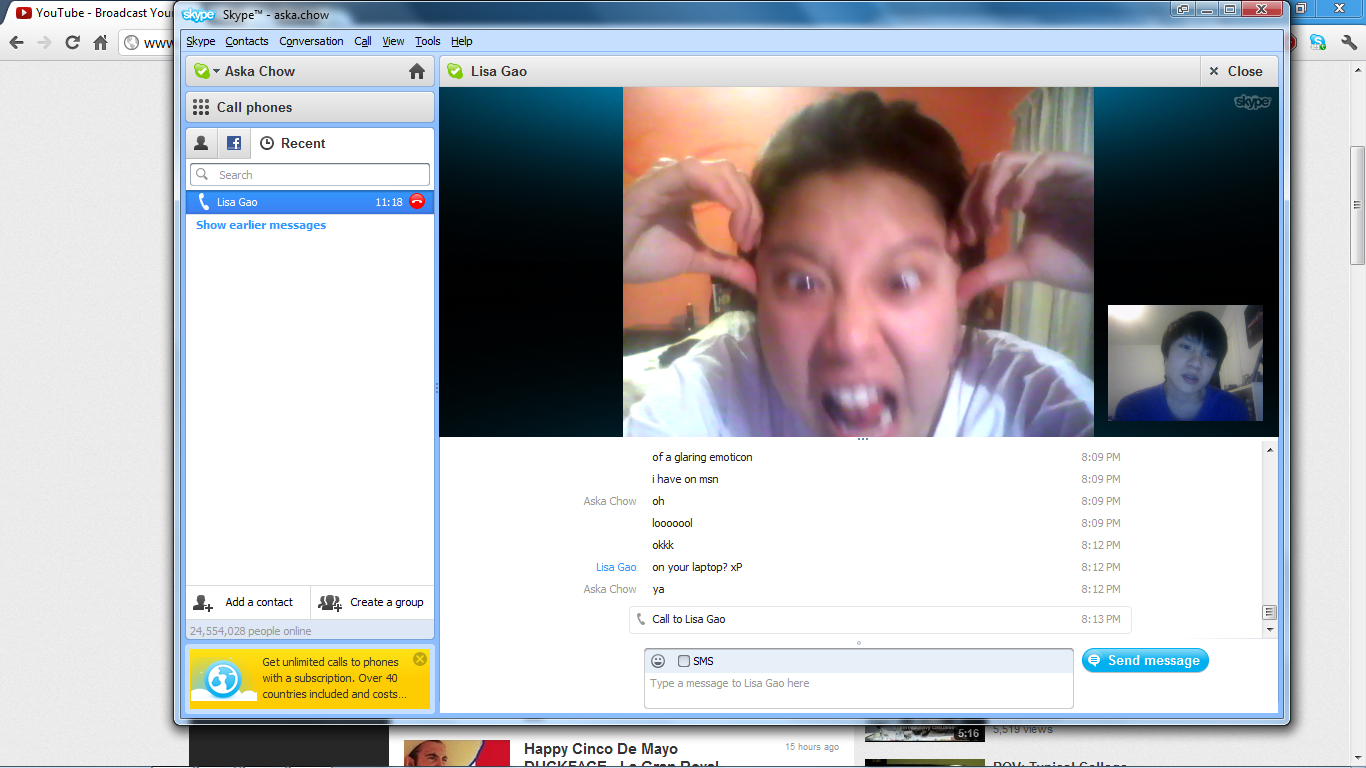 YouTube - Broadcast You
skype Skype™ - aska.chow
www
Skype Contacts Conversation Call View Tools Help
Aska Chow
Lisa Gao
Close
Call phones
skype
Recent
Search
Lisa Gao 11:18
Show earlier messages
of a glaring emoticon 8:09 PM
i have on msn 8:09 PM
Aska Chow oh 8:09 PM
looooool 8:09 PM
okkk 8:12 PM
Lisa Gao on your laptop? xP 8:12 PM
Aska Chow ya 8:12 PM
Call to Lisa Gao 8:13 PM
Add a contact Create a group
24,554,028 people online
SMS
Send message
Type a message to Lisa Gao here
Get unlimited calls to phones
with a subscription. Over 40
countries included and costs...
5,519 views
5:16
Happy Cinco De Mayo 15 hours ago